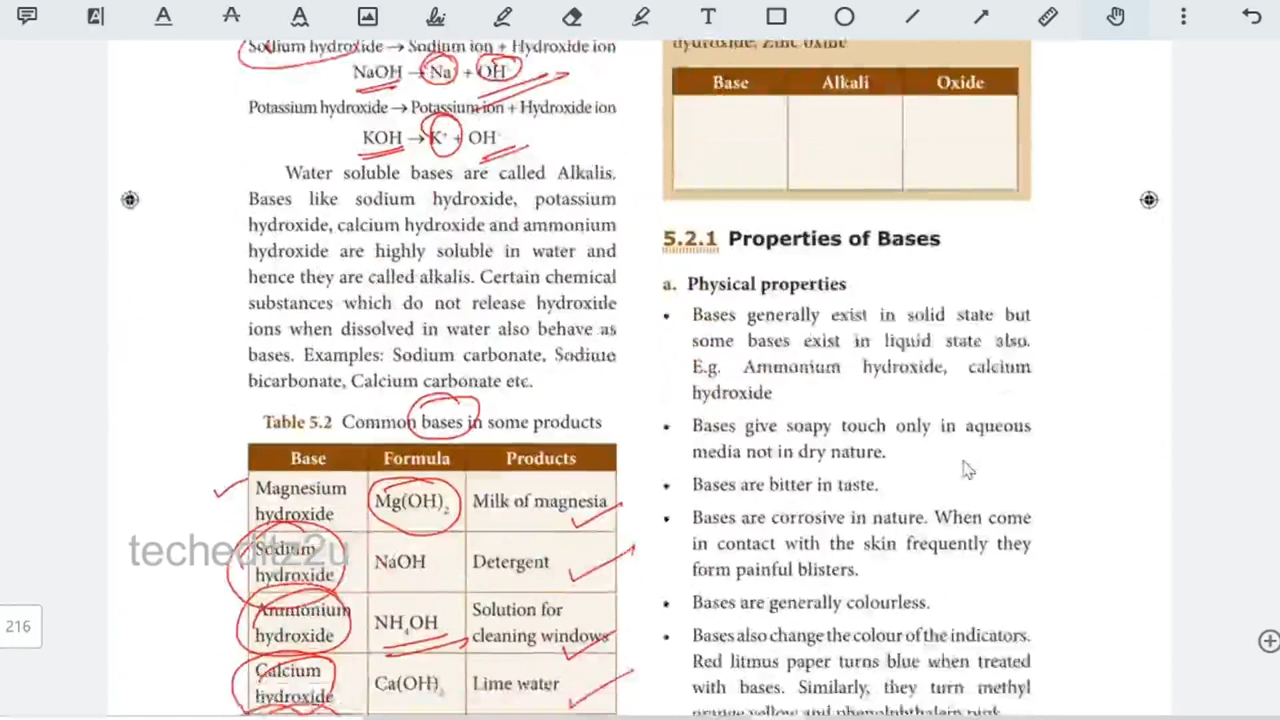 Sodium hydroxide → Sodium ion + Hydroxide ion
NaOH → Na + OH
Potassium hydroxide → Potassium ion + Hydroxide ion
KOH → K⁺ + OH
Water soluble bases are called Alkalis.
Bases like sodium hydroxide, potassium
hydroxide, calcium hydroxide and ammonium
hydroxide are highly soluble in water and
hence they are called alkalis. Certain chemical
substances which do not release hydroxide
ions when dissolved in water also behave as
bases. Examples: Sodium carbonate, Sodium
bicarbonate, Calcium carbonate etc.
Table 5.2 Common bases in some products
Base Formula Products
Magnesium
hydroxide
Mg(OH)₂ Milk of magnesia
Sodium
hydroxide
NaOH Detergent
Ammonium
hydroxide
NH₄OH
Solution for
cleaning windows
Calcium
hydroxide
Ca(OH)₂ Lime water
techeditz2u
216
hydroxide, Zinc oxide
Base Alkali Oxide
5.2.1 Properties of Bases
a. Physical properties
• Bases generally exist in solid state but
some bases exist in liquid state also.
E.g. Ammonium hydroxide, calcium
hydroxide
• Bases give soapy touch only in aqueous
media not in dry nature.
• Bases are bitter in taste.
• Bases are corrosive in nature. When come
in contact with the skin frequently they
form painful blisters.
• Bases are generally colourless.
• Bases also change the colour of the indicators.
Red litmus paper turns blue when treated
with bases. Similarly, they turn methyl
orange yellow and phenolphthalein pink.